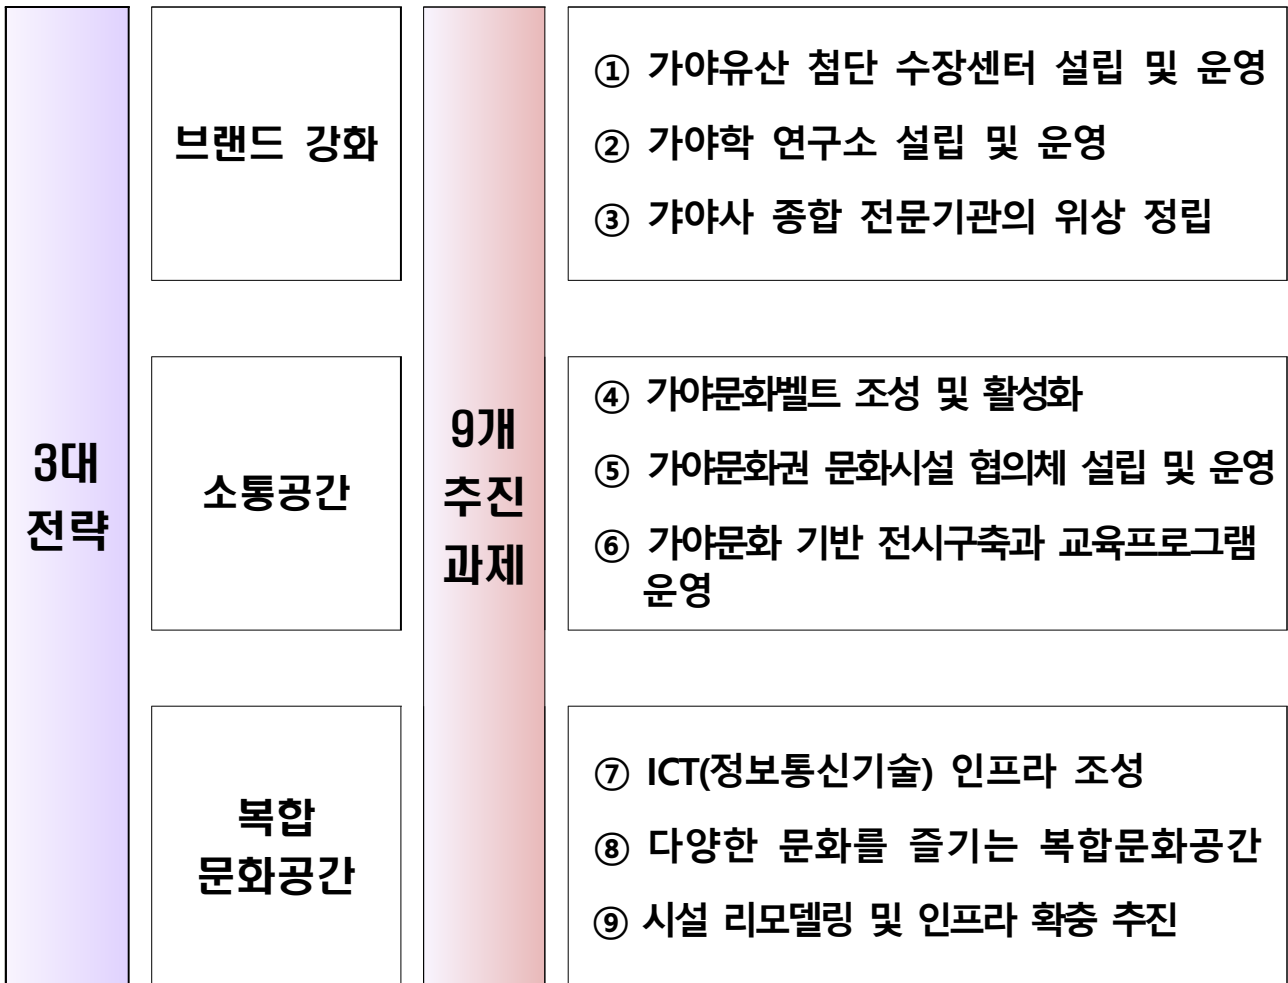 3대
전략
브랜드 강화
9개
추진
과제
① 가야유산 첨단 수장센터 설립 및 운영
② 가야학 연구소 설립 및 운영
③ 갸야사 종합 전문기관의 위상 정립
소통공간
④ 가야문화벨트 조성 및 활성화
⑤ 가야문화권 문화시설 협의체 설립 및 운영
⑥ 가야문화 기반 전시구축과 교육프로그램
운영
복합
문화공간
⑦ ICT(정보통신기술) 인프라 조성
⑧ 다양한 문화를 즐기는 복합문화공간
⑨ 시설 리모델링 및 인프라 확충 추진